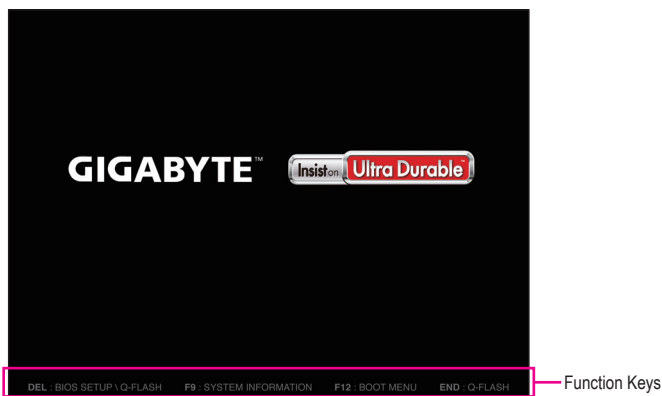 GIGABYTE™ Insist on Ultra Durable™
DEL : BIOS SETUP \ Q-FLASH F9 : SYSTEM INFORMATION F12 : BOOT MENU END : Q-FLASH
Function Keys